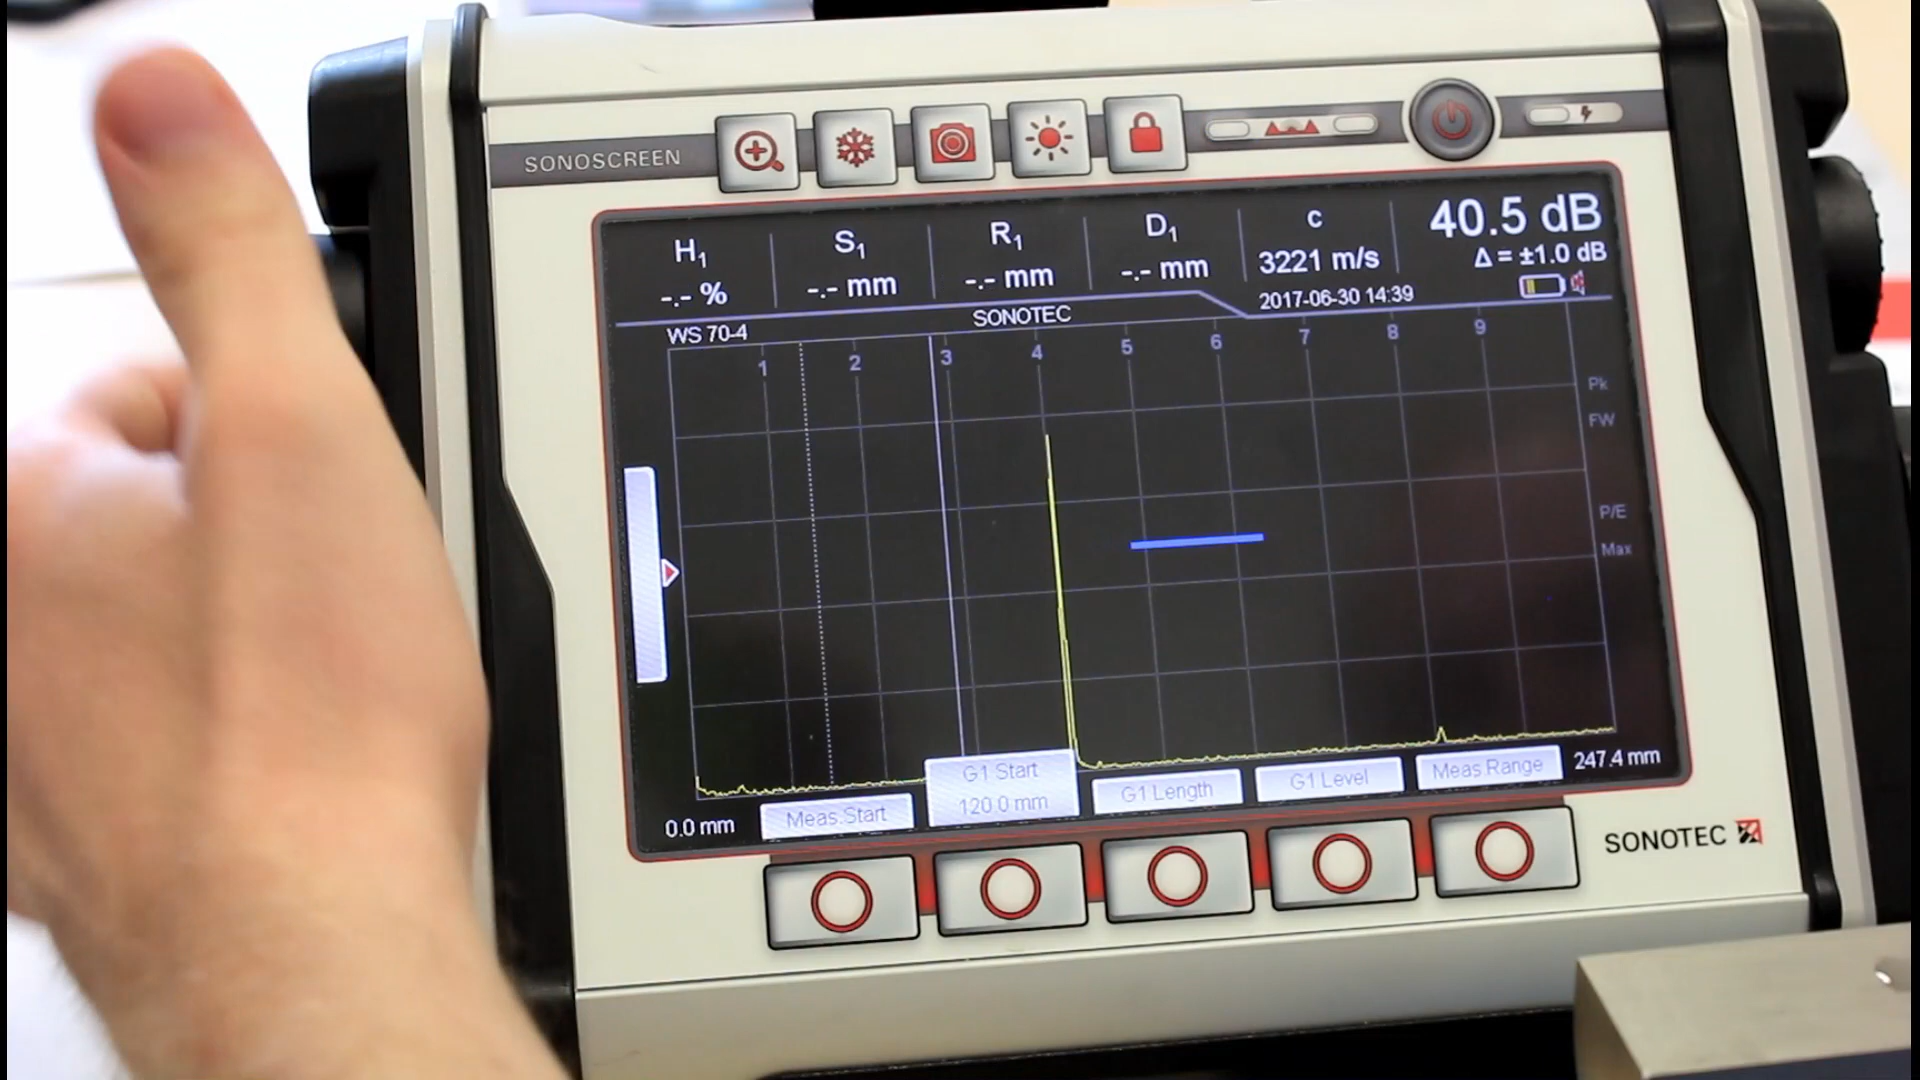 SONOSCREEN
H1
-.- %
S1
-.- mm
R1
-.- mm
D1
-.- mm
c
3221 m/s
40.5 dB
Δ = ±1.0 dB
2017-06-30 14:39
WS 70-4
SONOTEC
1 2 3 4 5 6 7 8 9
Pk
FW
P/E
Max
0.0 mm
Meas.Start
G1 Start
120.0 mm
G1 Length
G1 Level
Meas.Range
247.4 mm
SONOTEC